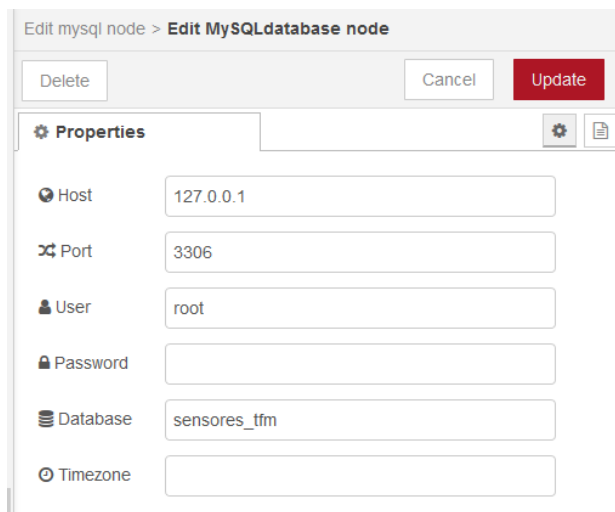 Edit mysql node > Edit MySQLdatabase node
Delete Cancel Update
Properties
Host 127.0.0.1
Port 3306
User root
Password
Database sensores_tfm
Timezone